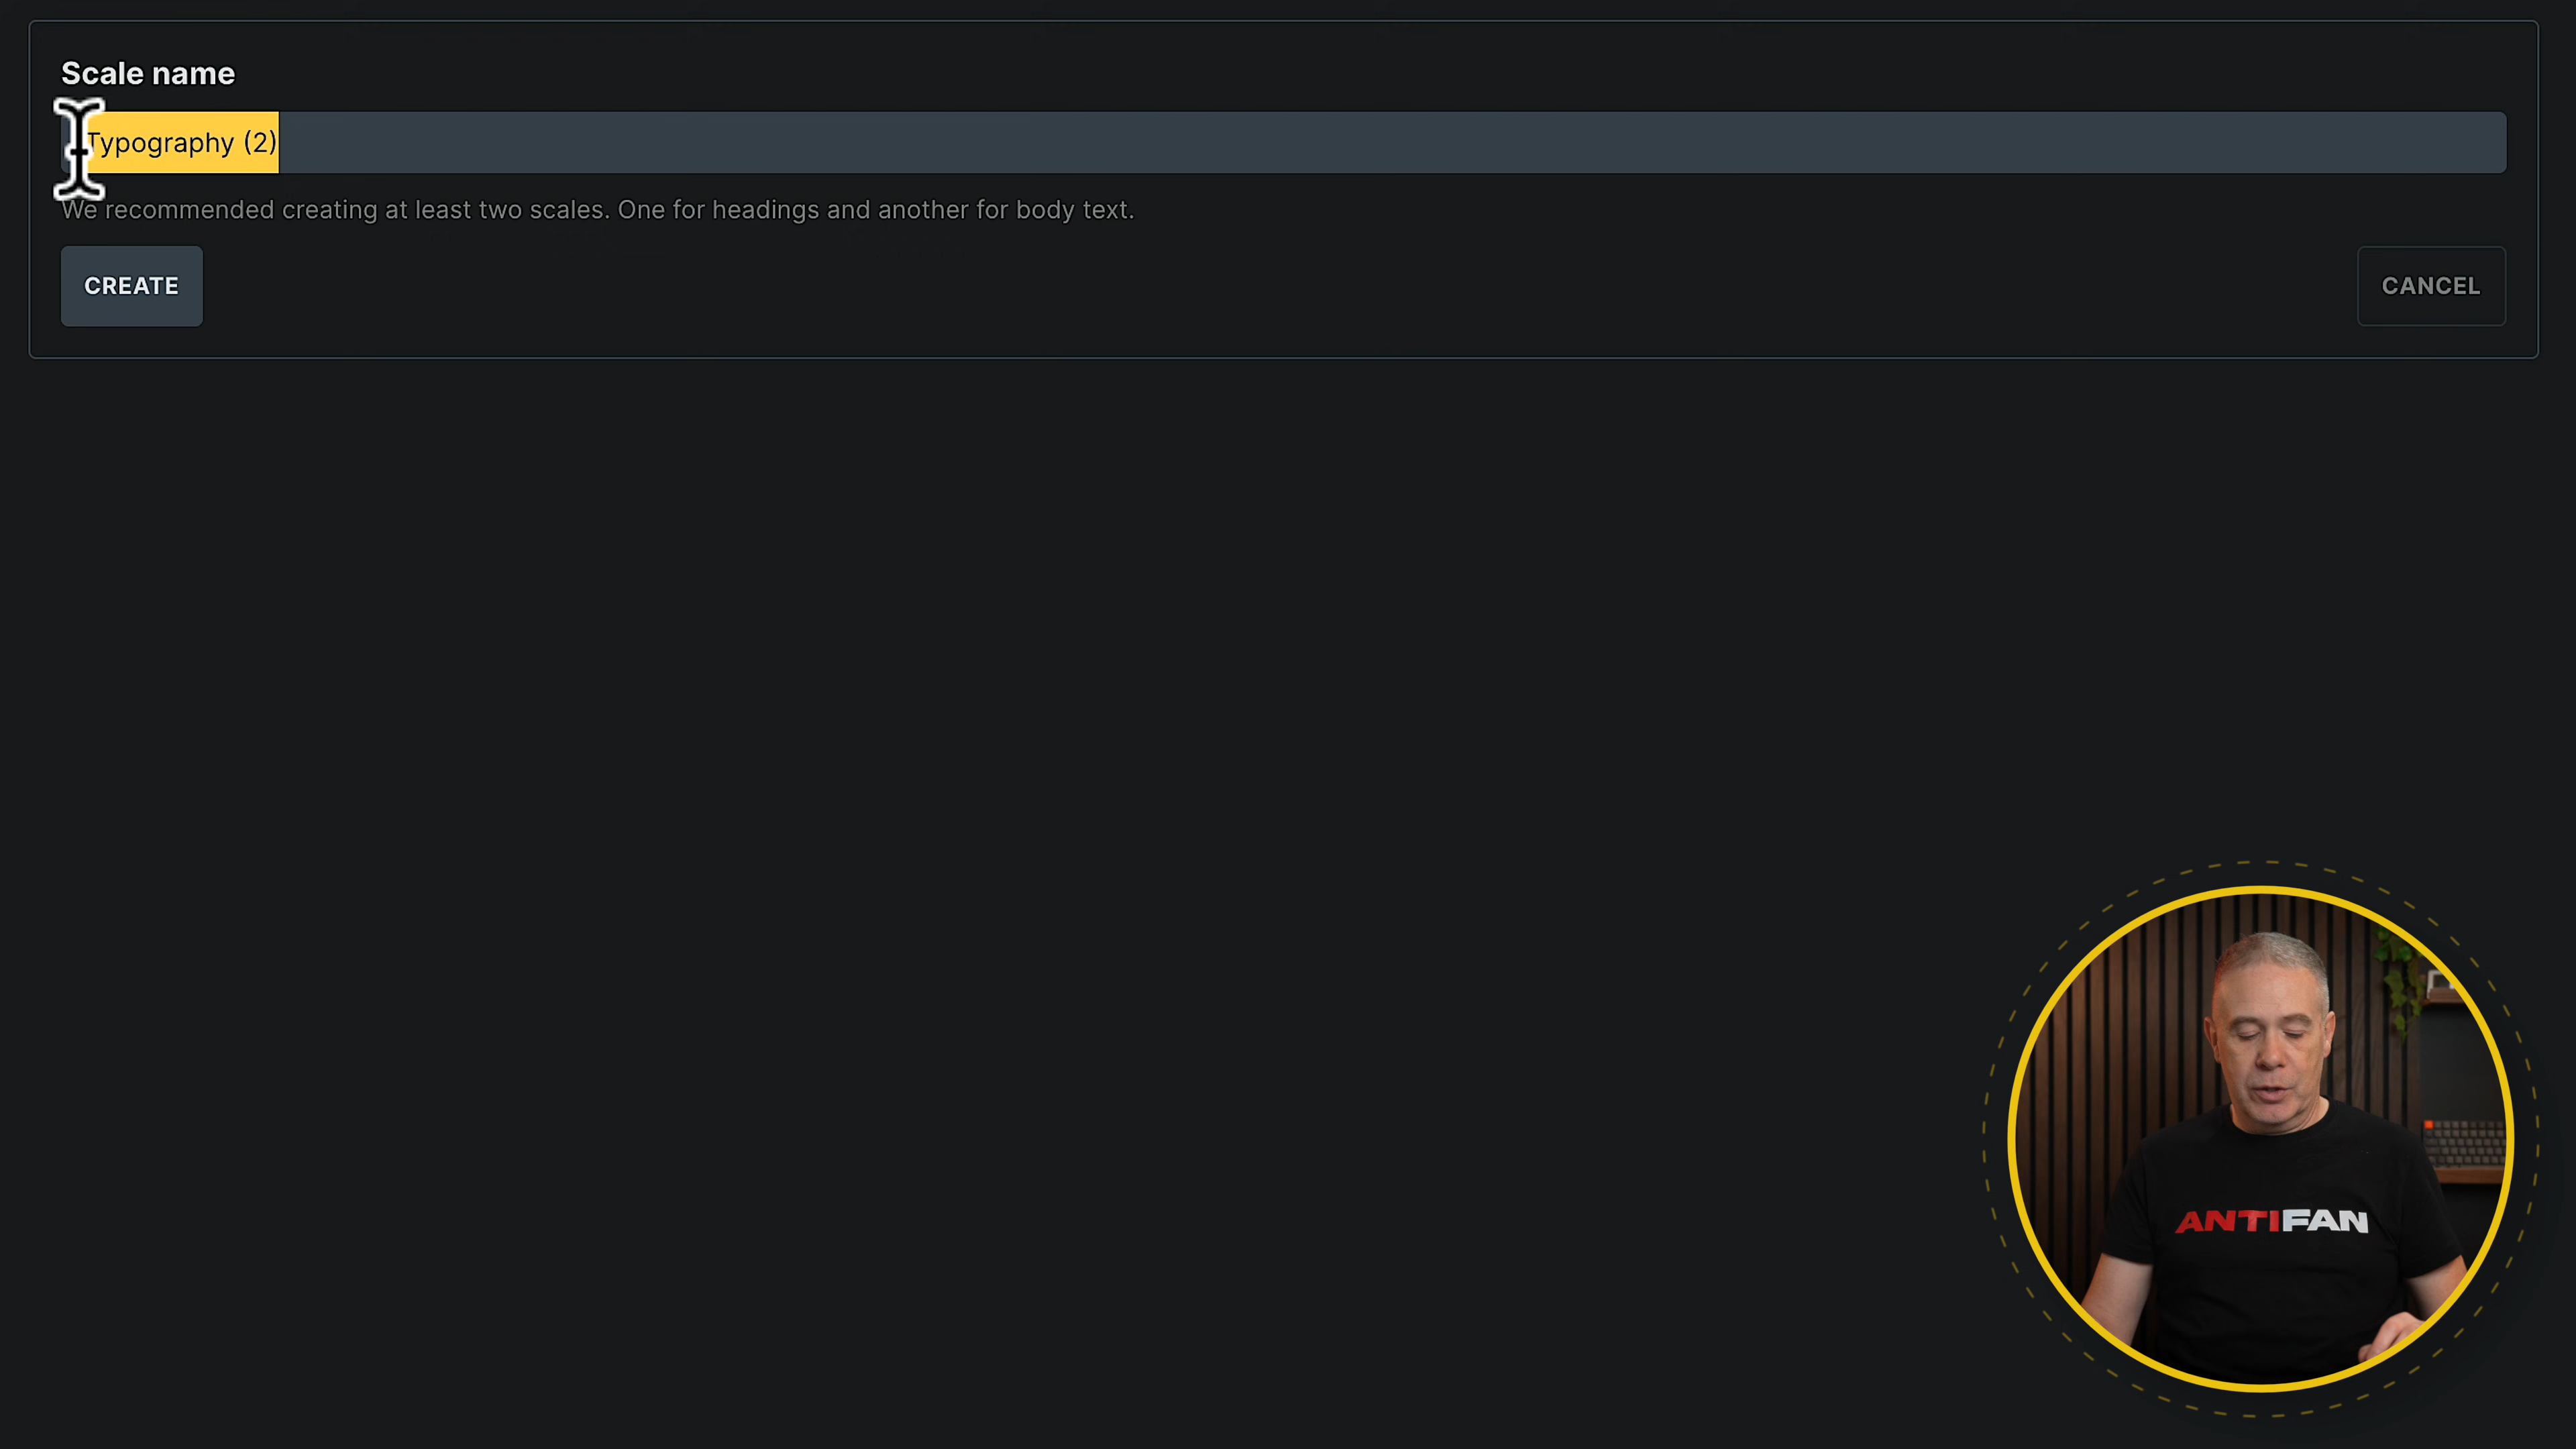 Scale name
Typography (2)
We recommended creating at least two scales. One for headings and another for body text.
CREATE
CANCEL
ANTIFAN